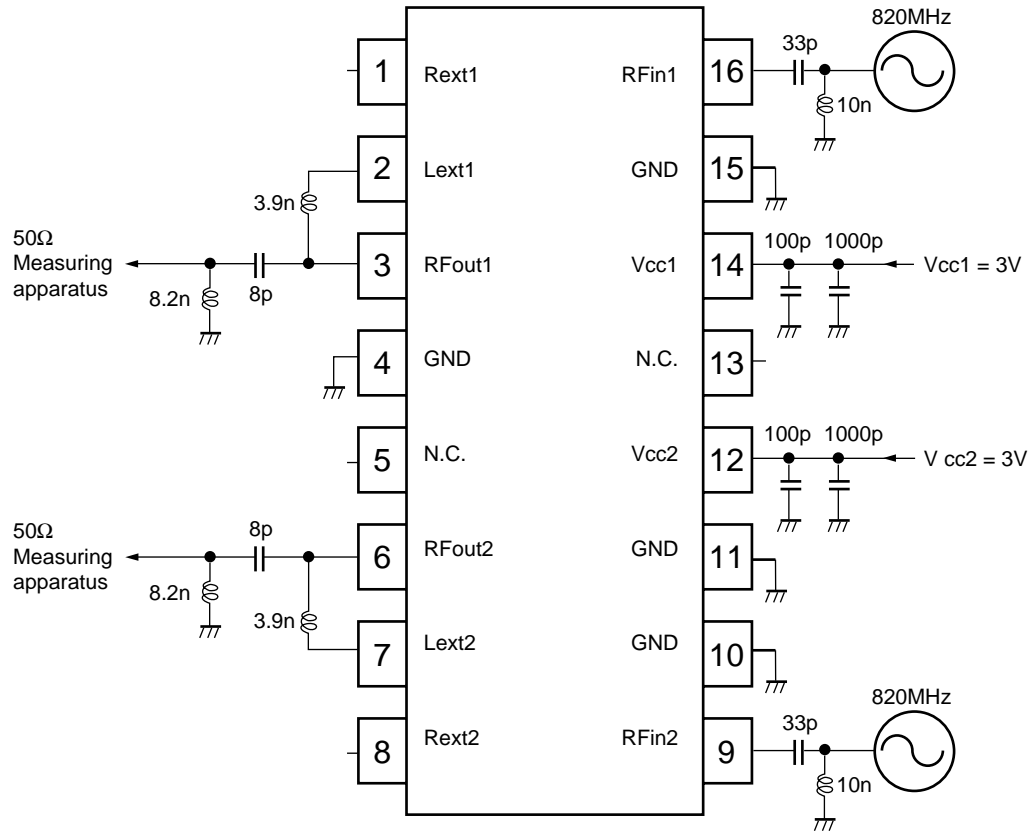 820MHz
33p
1 Rext1 RFin1 16
10n
2 Lext1 GND 15
3.9n
50Ω
Measuring
apparatus
100p 1000p
3 RFout1 Vcc1 14 Vcc1 = 3V
8.2n 8p
4 GND N.C. 13
100p 1000p
5 N.C. Vcc2 12 V cc2 = 3V
50Ω
Measuring
apparatus
8p
6 RFout2 GND 11
8.2n 3.9n
7 Lext2 GND 10
820MHz
33p
8 Rext2 RFin2 9
10n